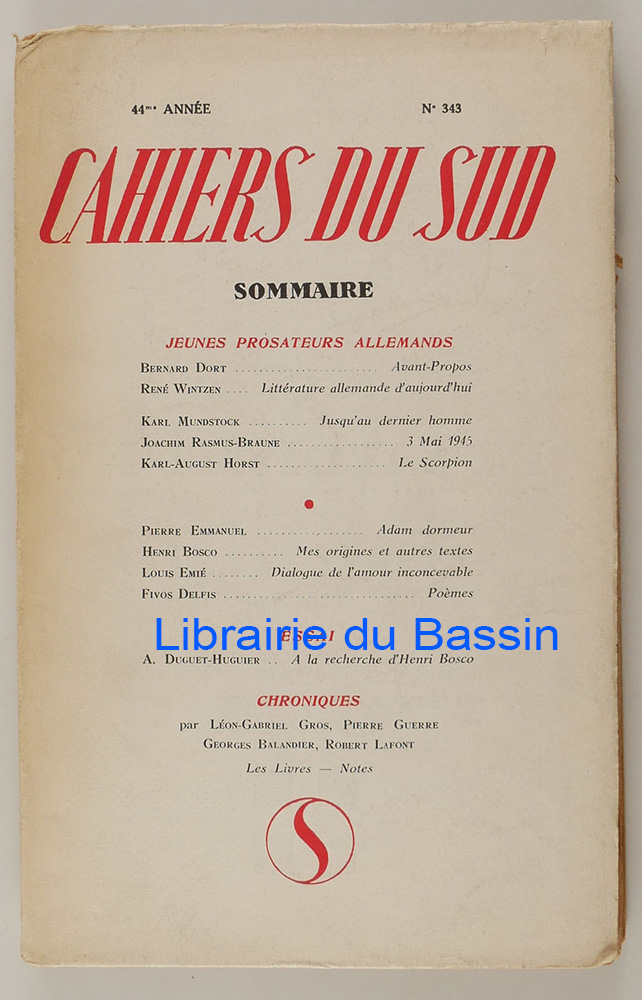 44me ANNÉE N° 343
CAHIERS DU SUD
SOMMAIRE
JEUNES PROSATEURS ALLEMANDS
BERNARD DORT ........................ Avant-Propos
RENÉ WINTZEN .... Littérature allemande d'aujourd'hui
KARL MUNDSTOCK .......... Jusqu'au dernier homme
JOACHIM RASMUS-BRAUNE .................. 3 Mai 1945
KARL-AUGUST HORST .................... Le Scorpion
PIERRE EMMANUEL .................. Adam dormeur
HENRI BOSCO .......... Mes origines et autres textes
LOUIS EMIÉ ........ Dialogue de l'amour inconcevable
FIVOS DELFIS ................................ Poèmes
ESSAI
Librairie du Bassin
A. DUGUET-HUGUIER .. A la recherche d'Henri Bosco
CHRONIQUES
par LÉON-GABRIEL GROS, PIERRE GUERRE
GEORGES BALANDIER, ROBERT LAFONT
Les Livres — Notes
S